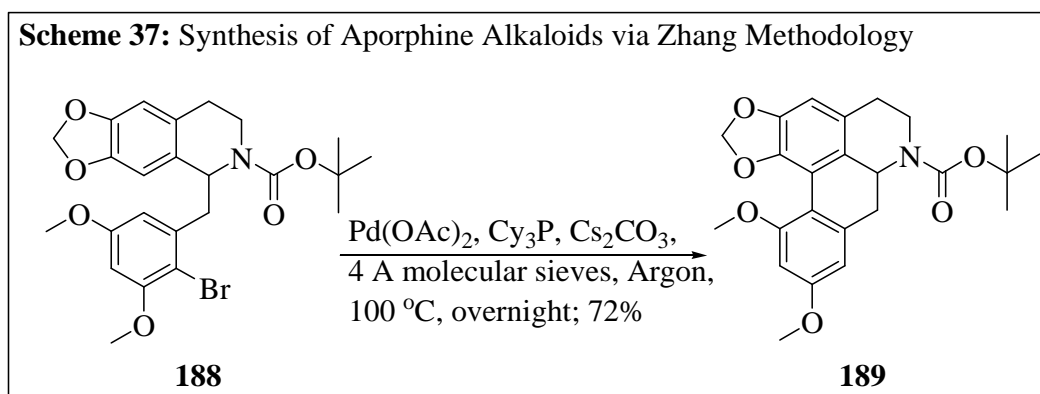 Scheme 37: Synthesis of Aporphine Alkaloids via Zhang Methodology
O
O
N
O
O
O
O
Br
188
Pd(OAc)2, Cy3P, Cs2CO3,
4 A molecular sieves, Argon,
100 °C, overnight; 72%
O
O
N
O
O
O
O
189